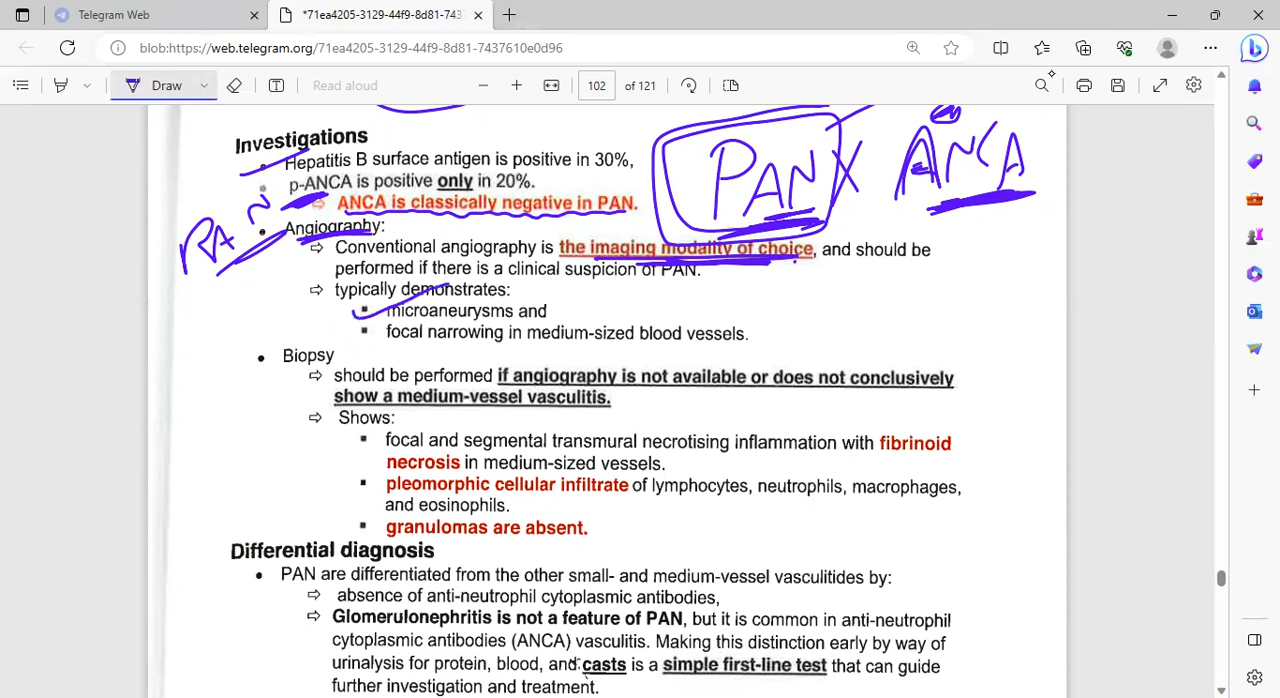 Telegram Web
*71ea4205-3129-44f9-8d81-743
blob:https://web.telegram.org/71ea4205-3129-44f9-8d81-7437610e0d96
Draw
Read aloud
102 of 121
Investigations
Hepatitis B surface antigen is positive in 30%,
p-ANCA is positive only in 20%.
ANCA is classically negative in PAN.
PAN X ANCA
RAN
Angiography:
Conventional angiography is the imaging modality of choice, and should be
performed if there is a clinical suspicion of PAN.
typically demonstrates:
microaneurysms and
focal narrowing in medium-sized blood vessels.
Biopsy
should be performed if angiography is not available or does not conclusively
show a medium-vessel vasculitis.
Shows:
focal and segmental transmural necrotising inflammation with fibrinoid
necrosis in medium-sized vessels.
pleomorphic cellular infiltrate of lymphocytes, neutrophils, macrophages,
and eosinophils.
granulomas are absent.
Differential diagnosis
PAN are differentiated from the other small- and medium-vessel vasculitides by:
absence of anti-neutrophil cytoplasmic antibodies,
Glomerulonephritis is not a feature of PAN, but it is common in anti-neutrophil
cytoplasmic antibodies (ANCA) vasculitis. Making this distinction early by way of
urinalysis for protein, blood, and casts is a simple first-line test that can guide
further investigation and treatment.